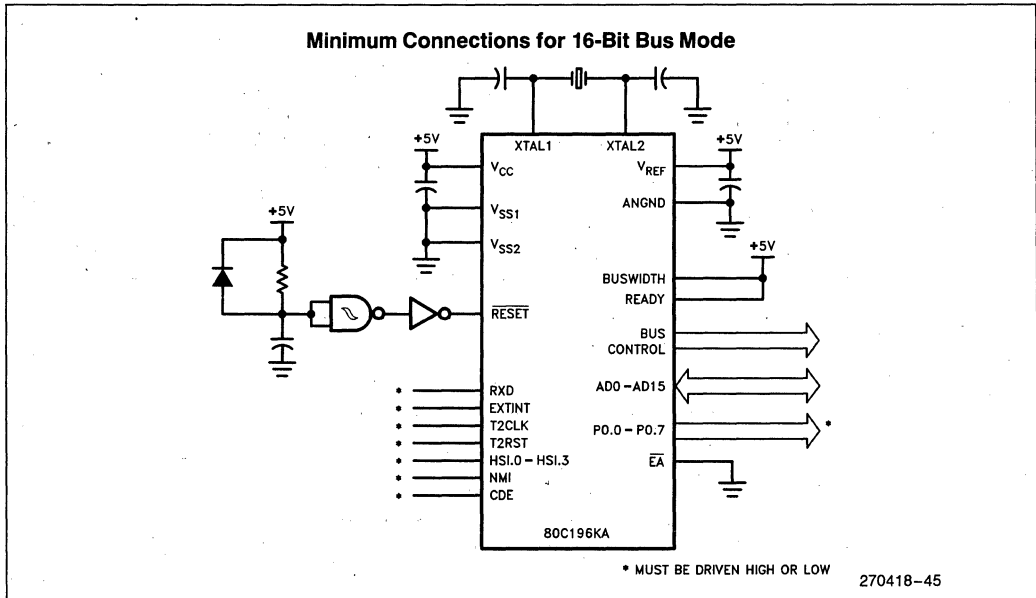 Minimum Connections for 16-Bit Bus Mode
XTAL1
XTAL2
+5V
VCC
VSS1
VSS2
+5V
RESET
* RXD
* EXTINT
* T2CLK
* T2RST
* HSI.0 – HSI.3
* NMI
* CDE
+5V
VREF
ANGND
+5V
BUSWIDTH
READY
BUS
CONTROL
AD0 – AD15
P0.0 – P0.7 *
EA
80C196KA
* MUST BE DRIVEN HIGH OR LOW
270418–45